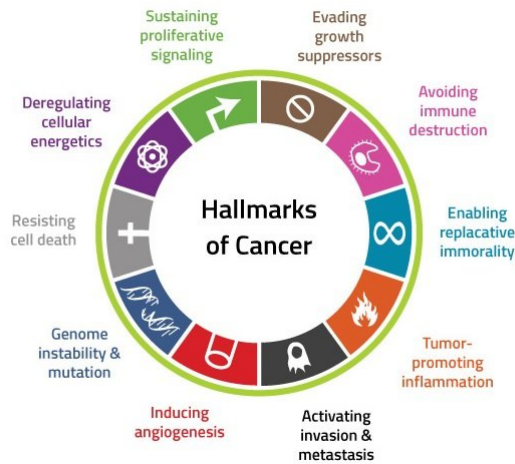 Sustaining
proliferative
signaling
Evading
growth
suppressors
Avoiding
immune
destruction
Enabling
replacative
immorality
Tumor-
promoting
inflammation
Activating
invasion &
metastasis
Inducing
angiogenesis
Genome
instability &
mutation
Resisting
cell death
Deregulating
cellular
energetics
Hallmarks
of Cancer